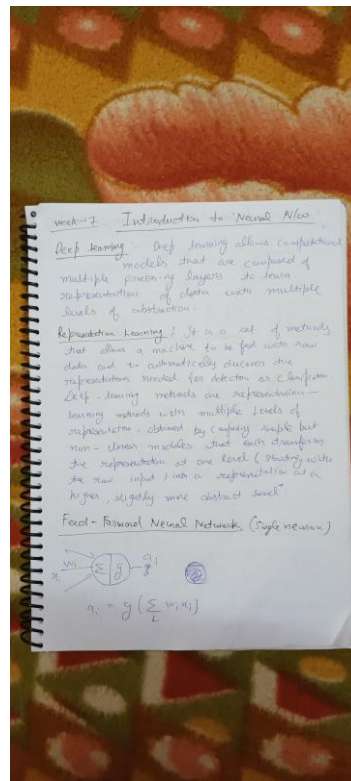 week-7 Introduction to Neural N/w
Deep learning - Deep learning allows computational
models that are composed of
multiple processing layers to learn
representation of data with multiple
levels of abstraction.
Representation Learning: It is a set of methods
that allows a machine to be fed with raw
data and to automatically discover the
representation needed for detection or
Deep-learning methods are representation-
learning methods with multiple levels of
representation, obtained by composing simple but
non-linear modules that each transform
the representation at one level (starting with
the raw input) into a representation at a
higher, slightly more abstract level"
Feed-Forward Neural Network (Single neuron)
wi Σ g ai